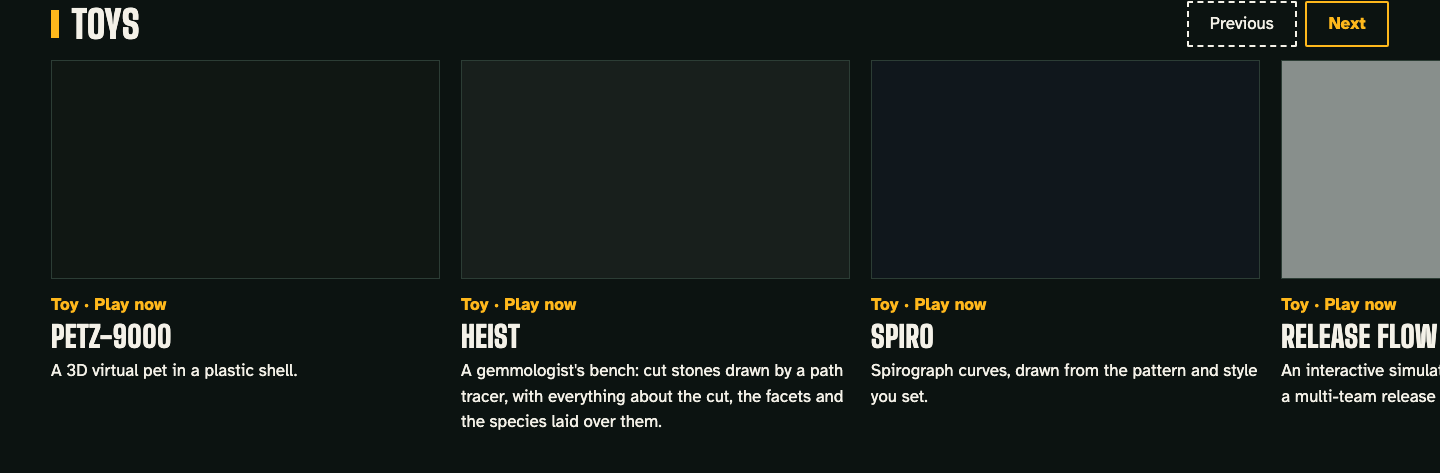 TOYS
Previous
Next
Toy · Play now
PETZ-9000
A 3D virtual pet in a plastic shell.
Toy · Play now
HEIST
A gemmologist's bench: cut stones drawn by a path
tracer, with everything about the cut, the facets and
the species laid over them.
Toy · Play now
SPIRO
Spirograph curves, drawn from the pattern and style
you set.
Toy · Play now
RELEASE FLOW
An interactive
a multi-team release